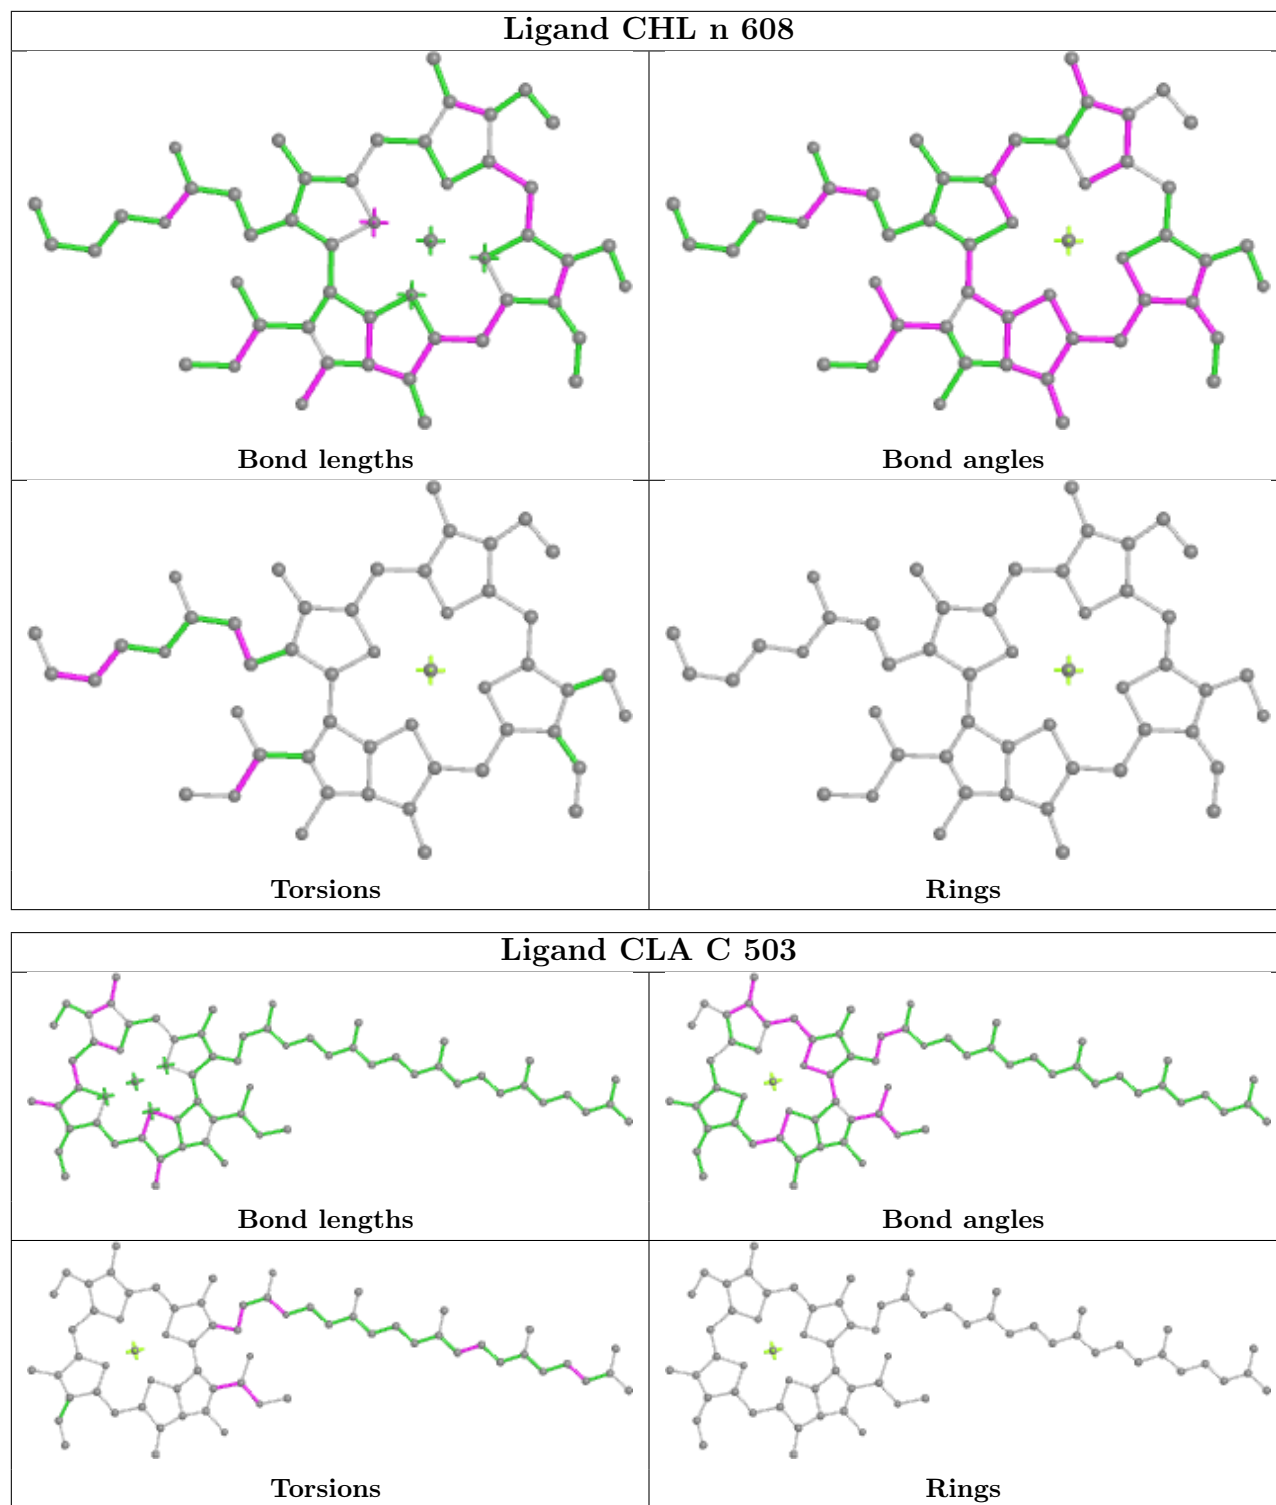 Ligand CHL n 608
Bond lengths
Bond angles
Torsions
Rings
Ligand CLA C 503
Bond lengths
Bond angles
Torsions
Rings